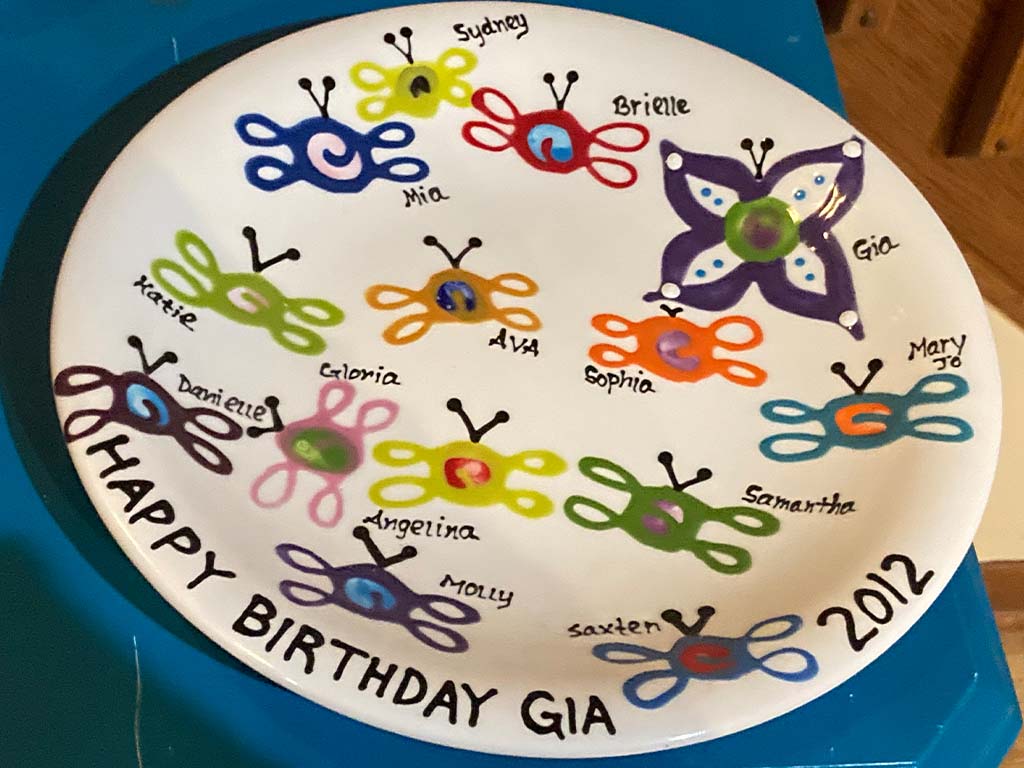 Sydney
Brielle
Mia
Gia
Katie
AVA
Sophia
Mary
Jo
Gloria
Danielle
Angelina
Samantha
Molly
Saxten
HAPPY BIRTHDAY GIA 2012